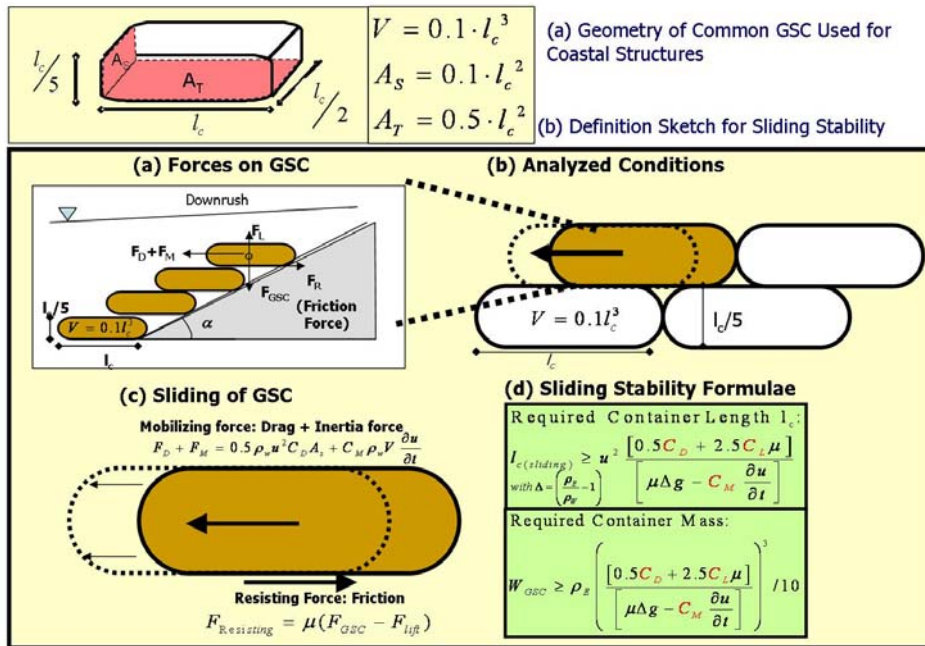 l_c/5
A_S
A_T
l_c
l_c/2
V = 0.1 · l_c^3
A_S = 0.1 · l_c^2
A_T = 0.5 · l_c^2
(a) Geometry of Common GSC Used for
Coastal Structures
(b) Definition Sketch for Sliding Stability
(a) Forces on GSC
Downrush
F_L
F_D+F_M
F_R
F_GSC
(Friction
Force)
l_c/5
V = 0.1l_c^3
α
l_c
(b) Analyzed Conditions
V = 0.1l_c^3
l_c/5
l_c
(c) Sliding of GSC
Mobilizing force: Drag + Inertia force
F_D + F_M = 0.5 ρ_w u^2 C_D A_s + C_M ρ_w V ∂u/∂t
Resisting Force: Friction
F_Resisting = μ(F_GSC − F_lift)
(d) Sliding Stability Formulae
Required Container Length l_c:
l_c(sliding) ≥ u^2 [0.5C_D + 2.5C_L μ] / [μΔg − C_M ∂u/∂t]
with Δ=(ρ_E/ρ_W −1)
Required Container Mass:
W_GSC ≥ ρ_E ([0.5C_D + 2.5C_L μ] / [μΔg − C_M ∂u/∂t])^3 /10